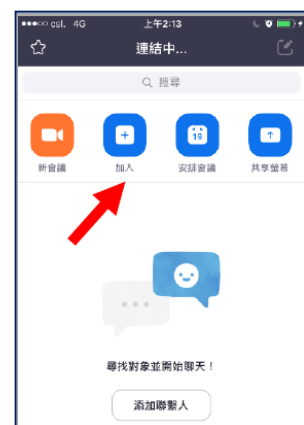 csl. 4G 上午2:13
連結中...
搜尋
19
新會議 加入 安排會議 共享螢幕
尋找對象並開始聊天！
添加聯繫人